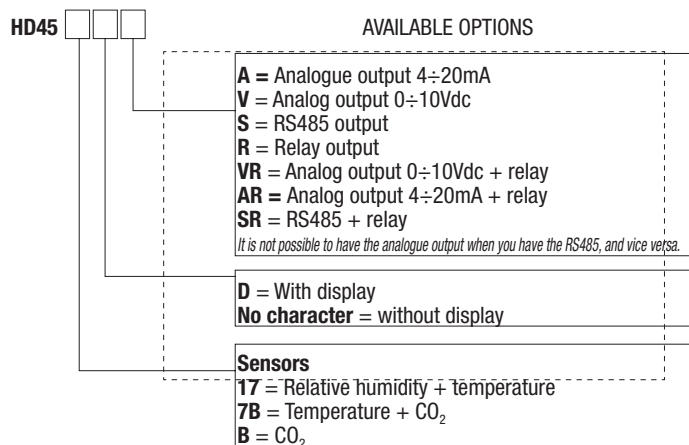 HD45
AVAILABLE OPTIONS
A = Analogue output 4÷20mA
V = Analog output 0÷10Vdc
S = RS485 output
R = Relay output
VR = Analog output 0÷10Vdc + relay
AR = Analog output 4÷20mA + relay
SR = RS485 + relay
It is not possible to have the analogue output when you have the RS485, and vice versa.
D = With display
No character = without display
Sensors
17 = Relative humidity + temperature
7B = Temperature + CO₂
B = CO₂